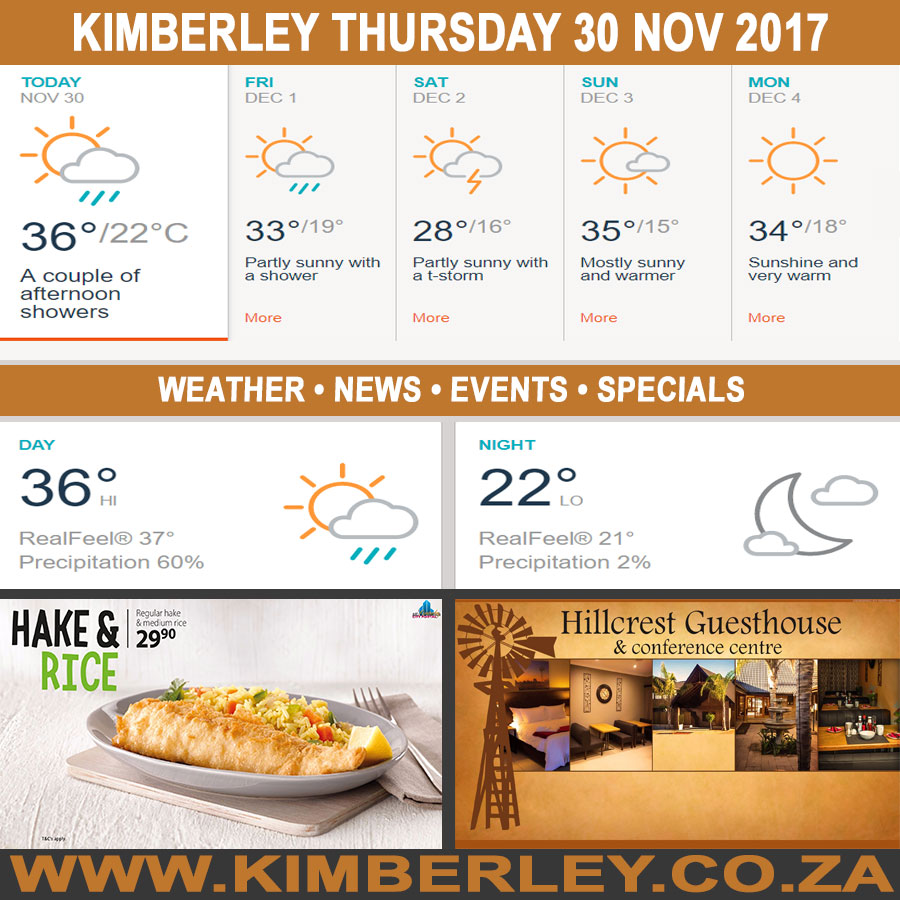 KIMBERLEY THURSDAY 30 NOV 2017
TODAY
NOV 30
36°/22°C
A couple of
afternoon
showers
FRI
DEC 1
33°/19°
Partly sunny with
a shower
More
SAT
DEC 2
28°/16°
Partly sunny with
a t-storm
More
SUN
DEC 3
35°/15°
Mostly sunny
and warmer
More
MON
DEC 4
34°/18°
Sunshine and
very warm
More
WEATHER • NEWS • EVENTS • SPECIALS
DAY
36° HI
RealFeel® 37°
Precipitation 60%
NIGHT
22° LO
RealFeel® 21°
Precipitation 2%
HAKE &
RICE
Regular hake
& medium rice
29⁹⁰
T&C's apply
Hillcrest Guesthouse
& conference centre
WWW.KIMBERLEY.CO.ZA